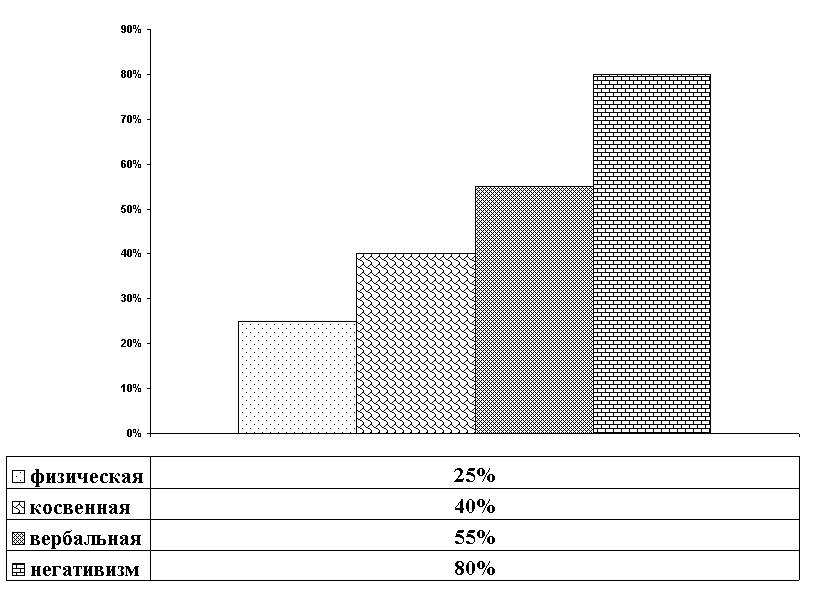 90%
80%
70%
60%
50%
40%
30%
20%
10%
0%
физическая 25%
косвенная 40%
вербальная 55%
негативизм 80%